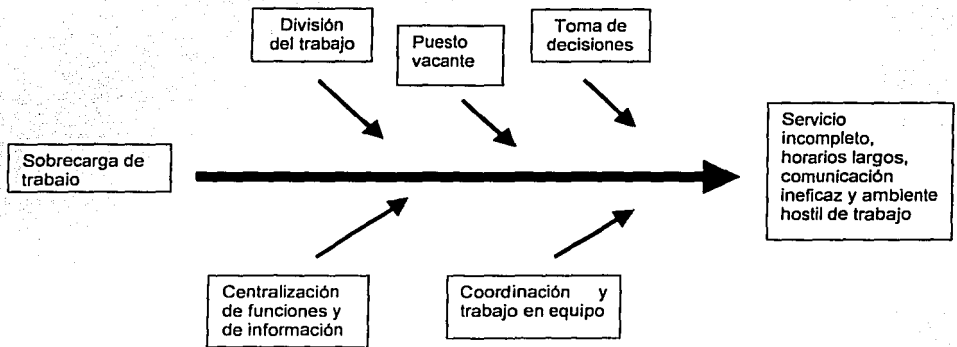 División
del trabajo
Puesto
vacante
Toma de
decisiones
Sobrecarga de
trabajo
Servicio
incompleto,
horarios largos,
comunicación
ineficaz y ambiente
hostil de trabajo
Centralización
de funciones y
de información
Coordinación y
trabajo en equipo